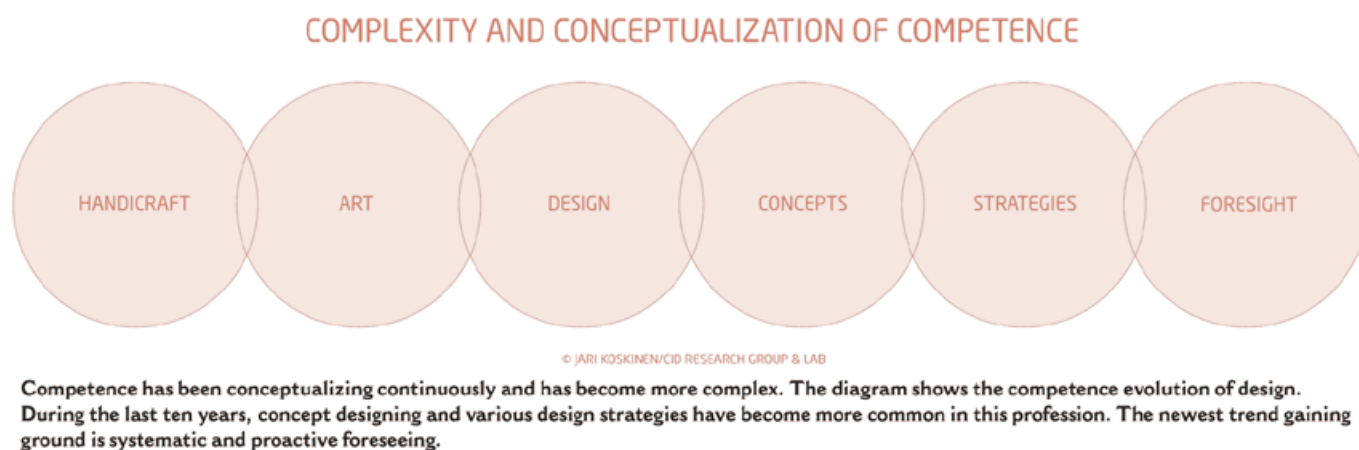 COMPLEXITY AND CONCEPTUALIZATION OF COMPETENCE
HANDICRAFT
ART
DESIGN
CONCEPTS
STRATEGIES
FORESIGHT
© JARI KOSKINEN/CID RESEARCH GROUP & LAB
Competence has been conceptualizing continuously and has become more complex. The diagram shows the competence evolution of design.
During the last ten years, concept designing and various design strategies have become more common in this profession. The newest trend gaining
ground is systematic and proactive foreseeing.